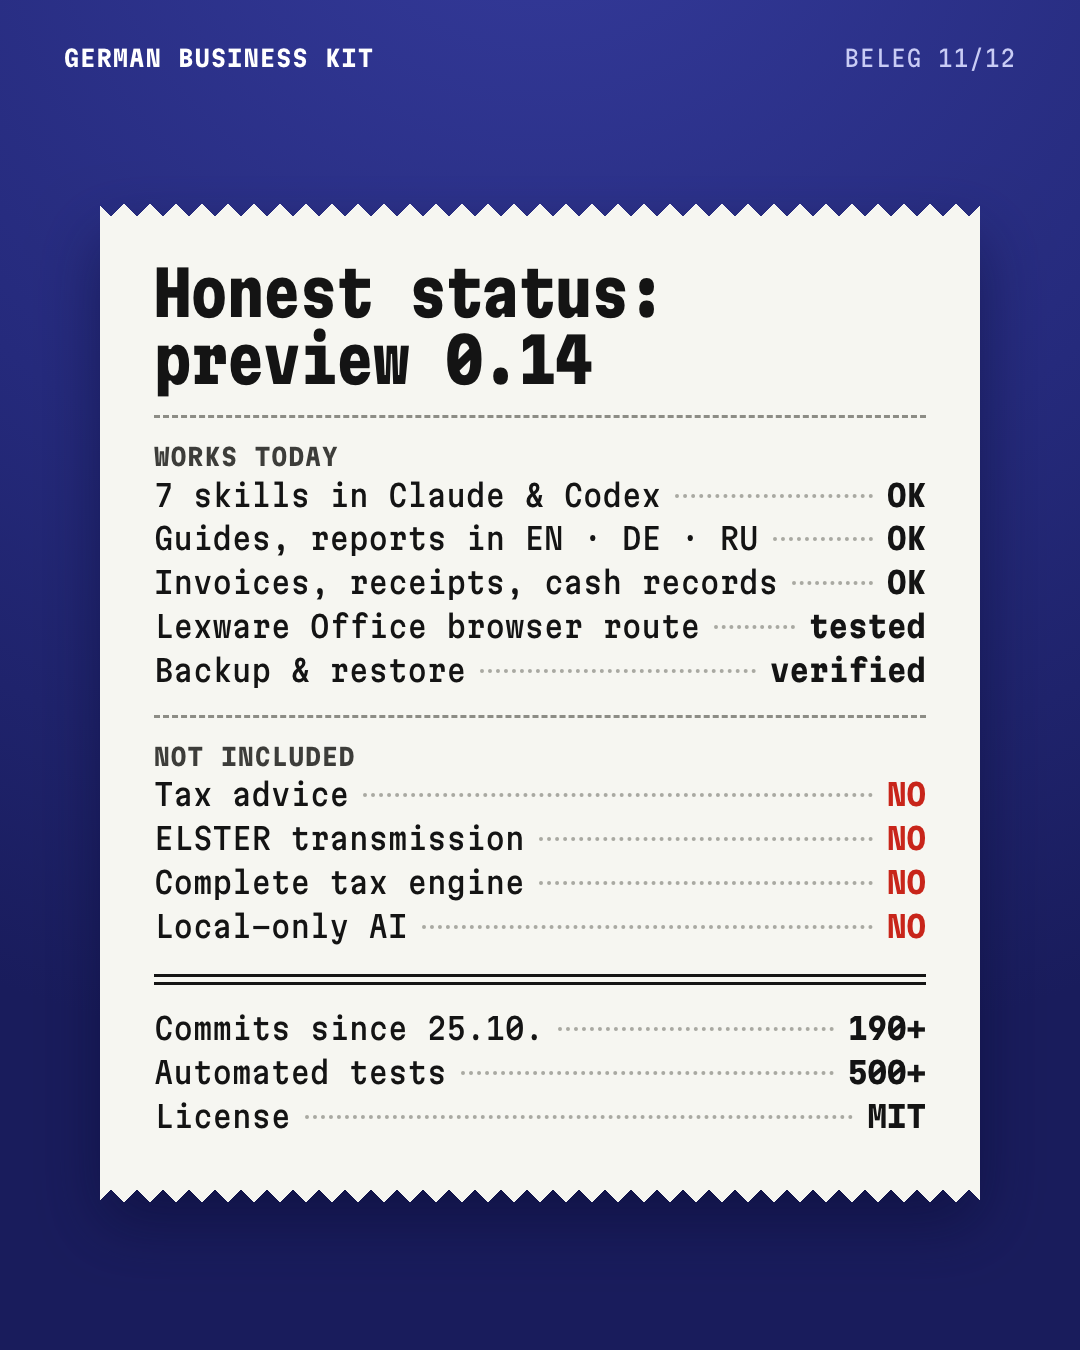 GERMAN BUSINESS KIT
BELEG 11/12
Honest status:
preview 0.14
WORKS TODAY
7 skills in Claude & Codex OK
Guides, reports in EN · DE · RU OK
Invoices, receipts, cash records OK
Lexware Office browser route tested
Backup & restore verified
NOT INCLUDED
Tax advice NO
ELSTER transmission NO
Complete tax engine NO
Local-only AI NO
Commits since 25.10. 190+
Automated tests 500+
License MIT